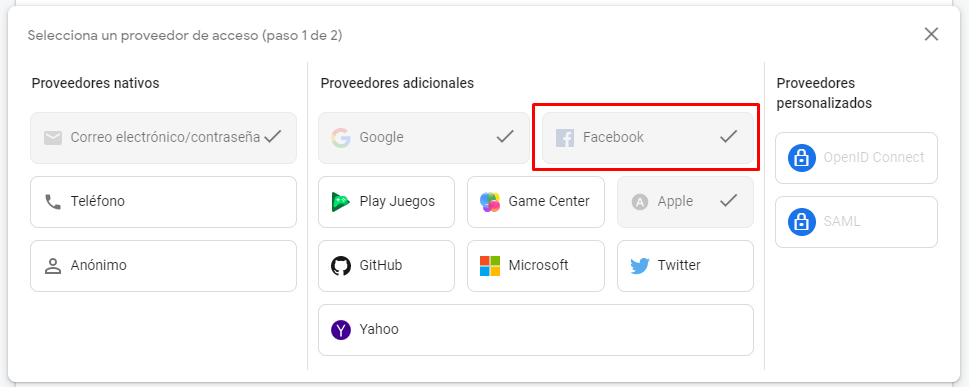 Selecciona un proveedor de acceso (paso 1 de 2)
Proveedores nativos
Correo electrónico/contraseña
Teléfono
Anónimo
Proveedores adicionales
Google
Facebook
Play Juegos
Game Center
Apple
GitHub
Microsoft
Twitter
Yahoo
Proveedores
personalizados
OpenID Connect
SAML